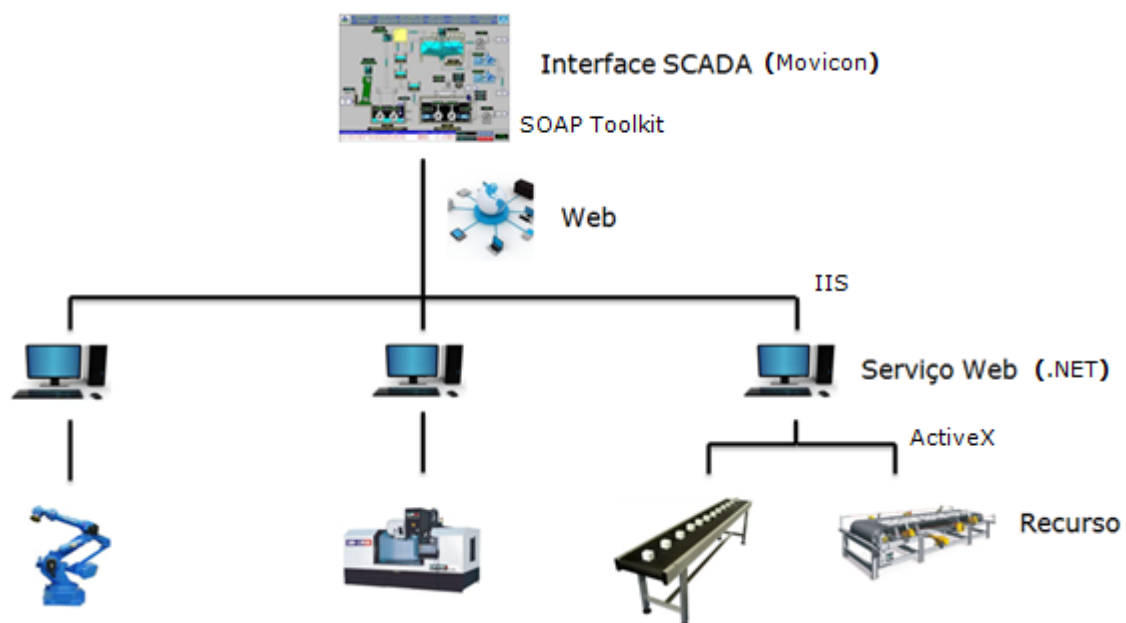 Interface SCADA (Movicon)
SOAP Toolkit
Web
IIS
Serviço Web (.NET)
ActiveX
Recurso